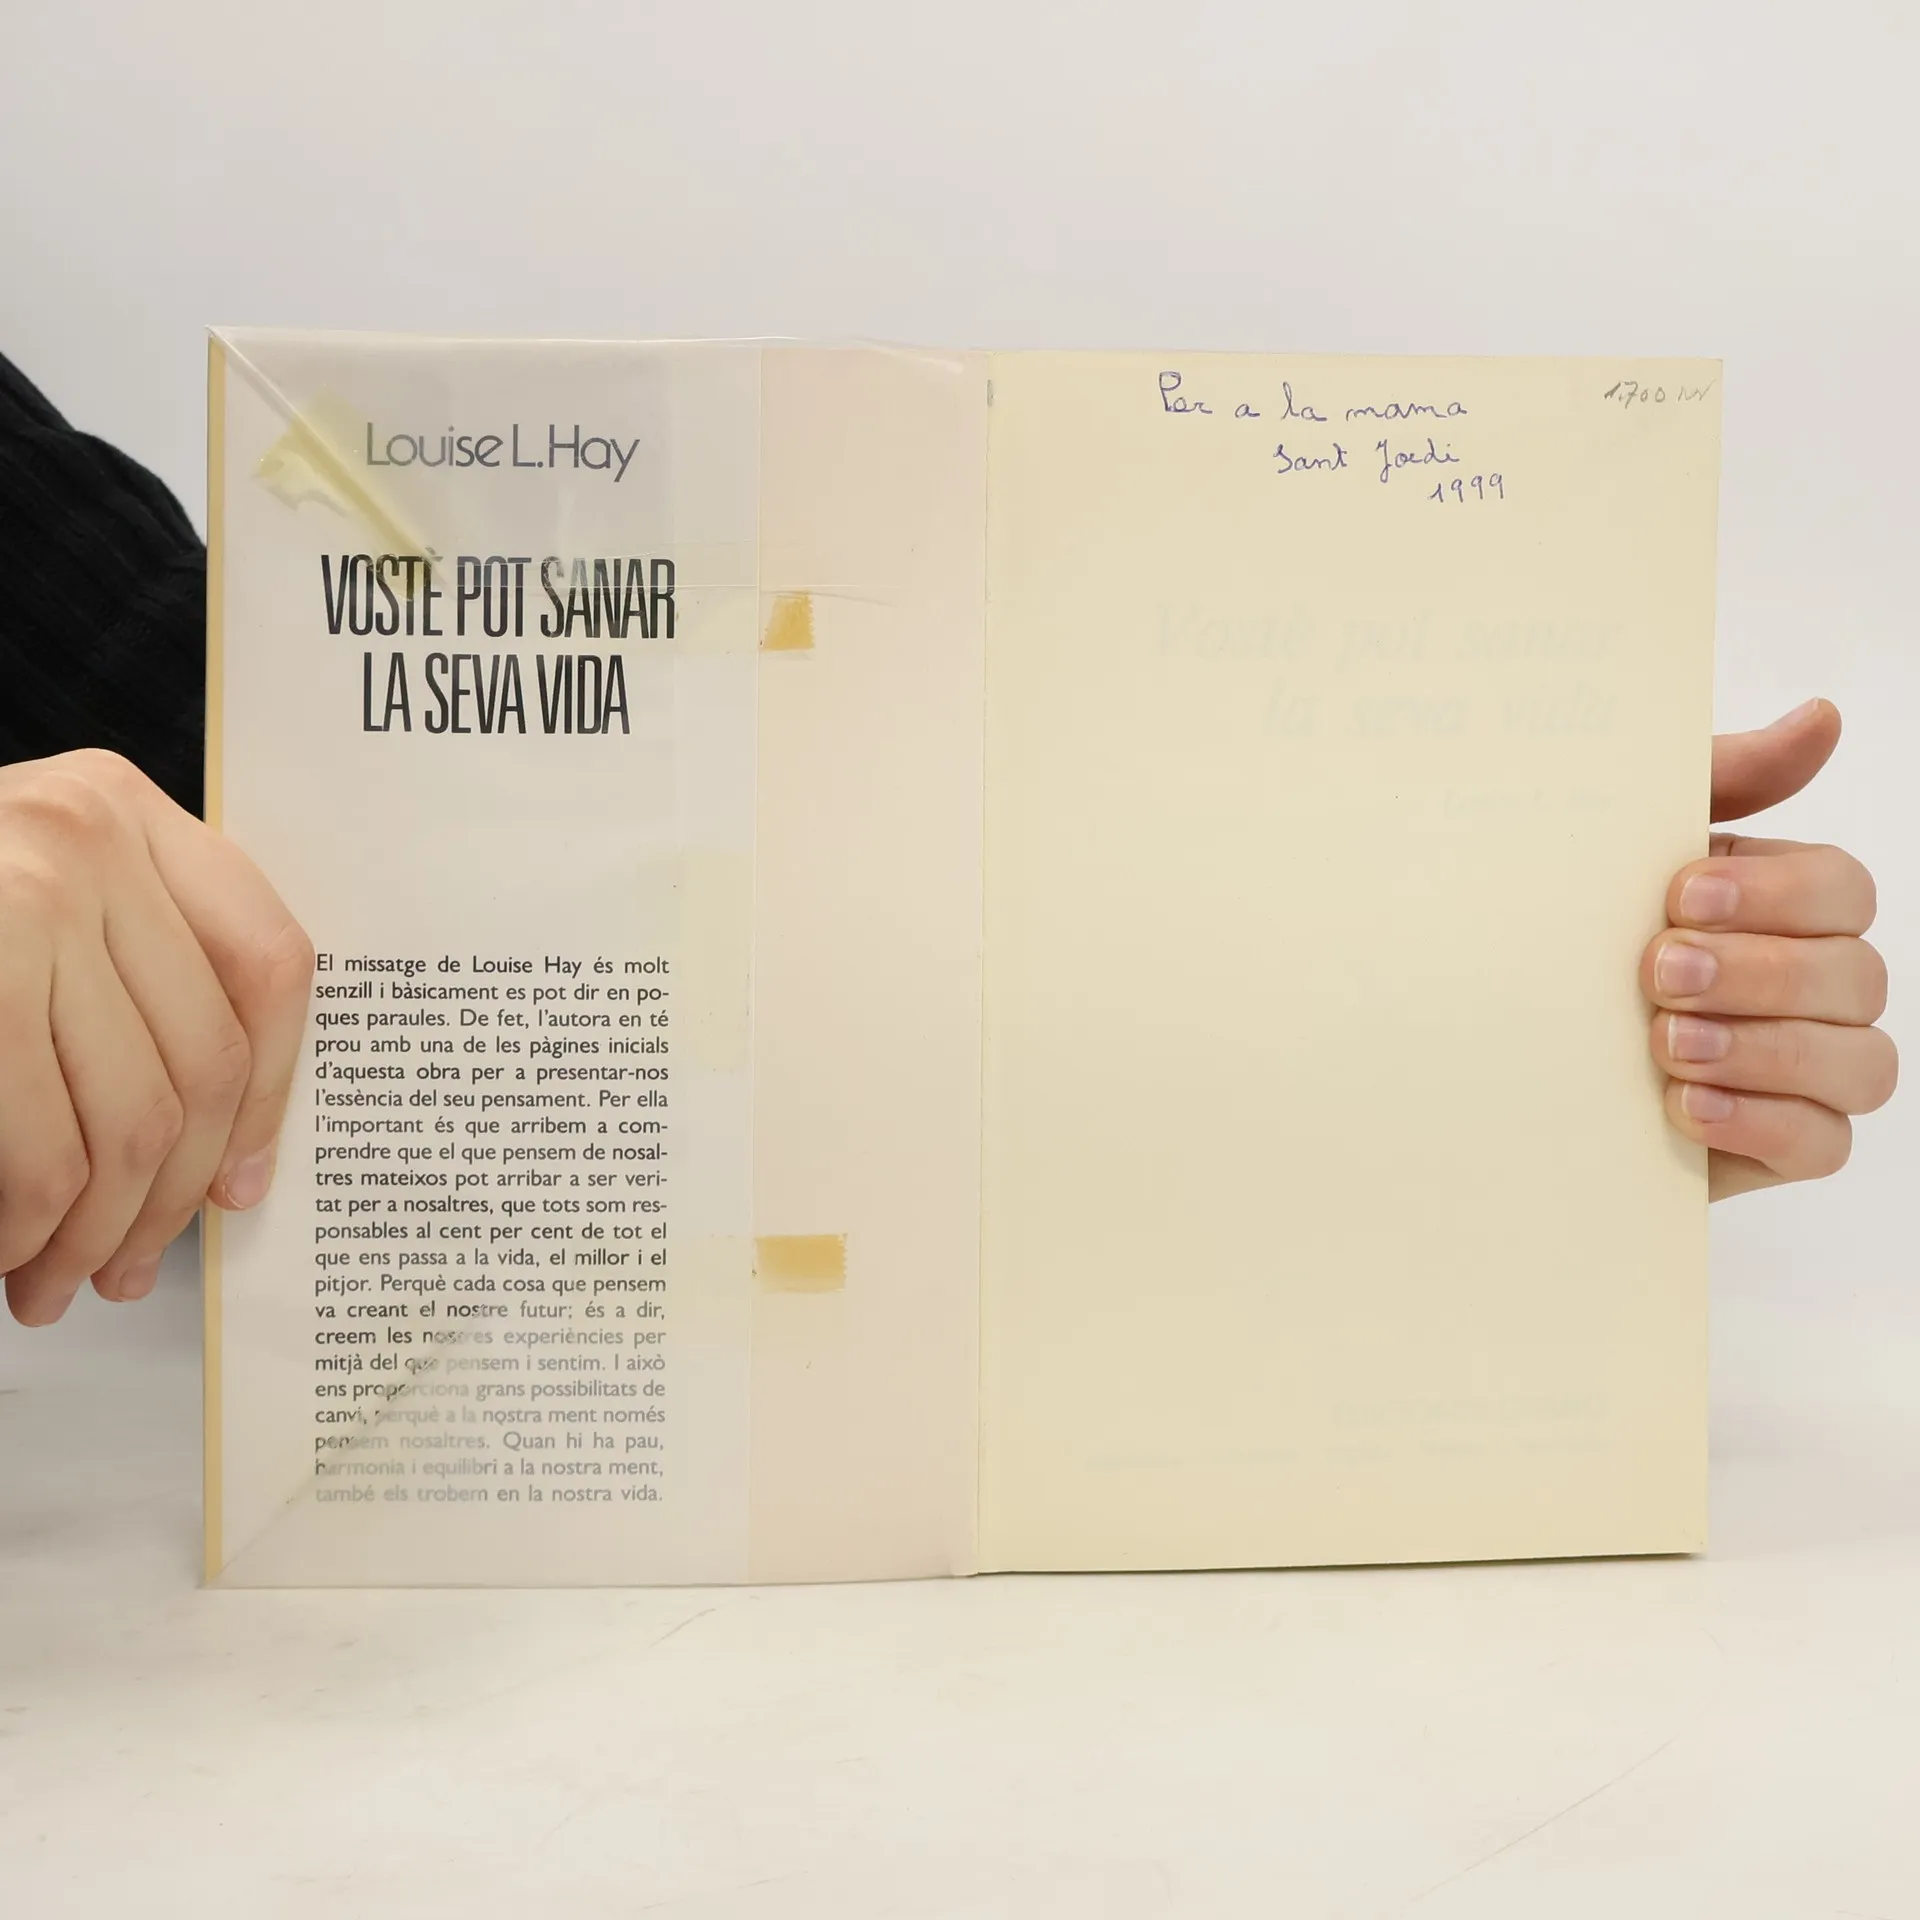 Louise L. Hay
VOSTÈ POT SANAR
LA SEVA VIDA
El missatge de Louise Hay és molt
senzill i bàsicament es pot dir en po-
ques paraules. De fet, l'autora en té
prou amb una de les pàgines inicials
d'aquesta obra per a presentar-nos
l'essència del seu pensament. Per ella
l'important és que arribem a com-
prendre que el que pensem de nosal-
tres mateixos pot arribar a ser veri-
tat per a nosaltres, que tots som res-
ponsables al cent per cent de tot el
que ens passa a la vida, el millor i el
pitjor. Perquè cada cosa que pensem
va creant el nostre futur; és a dir,
creem les nostres experiències per
mitjà del que pensem i sentim. I això
ens proporciona grans possibilitats de
canvi, perquè a la nostra ment només
pensem nosaltres. Quan hi ha pau,
harmonia i equilibri a la nostra ment,
també els trobem en la nostra vida.
Per a la mama
Sant Jordi
1999
1.700
Vostè pot sanar
la seva vida